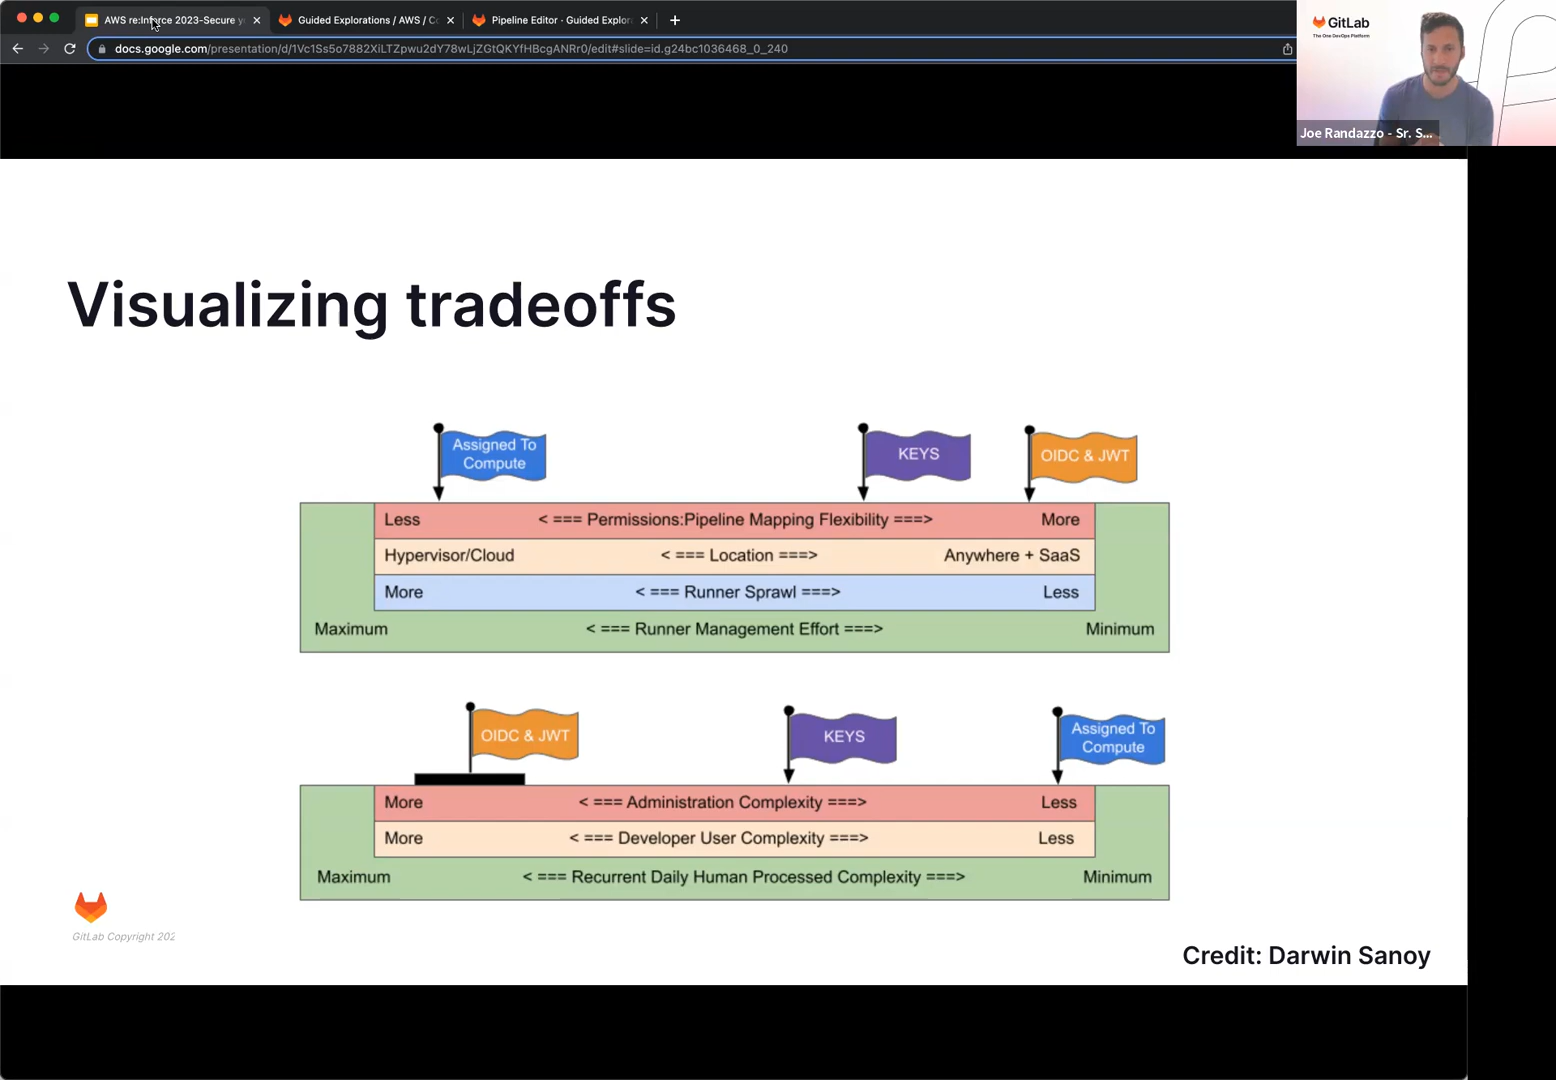 AWS re:Inforce 2023-Secure y
Guided Explorations / AWS / C
Pipeline Editor · Guided Explor
docs.google.com/presentation/d/1Vc1Ss5o7882XiLTZpwu2dY78wLjZGtQKYfHBcgANRr0/edit#slide=id.g24bc1036468_0_240
GitLab
The One DevOps Platform
Joe Randazzo - Sr. S...
Visualizing tradeoffs
Assigned To
Compute
KEYS
OIDC & JWT
Less < === Permissions:Pipeline Mapping Flexibility ===> More
Hypervisor/Cloud < === Location ===> Anywhere + SaaS
More < === Runner Sprawl ===> Less
Maximum < === Runner Management Effort ===> Minimum
OIDC & JWT
KEYS
Assigned To
Compute
More < === Administration Complexity ===> Less
More < === Developer User Complexity ===> Less
Maximum < === Recurrent Daily Human Processed Complexity ===> Minimum
GitLab Copyright 202
Credit: Darwin Sanoy